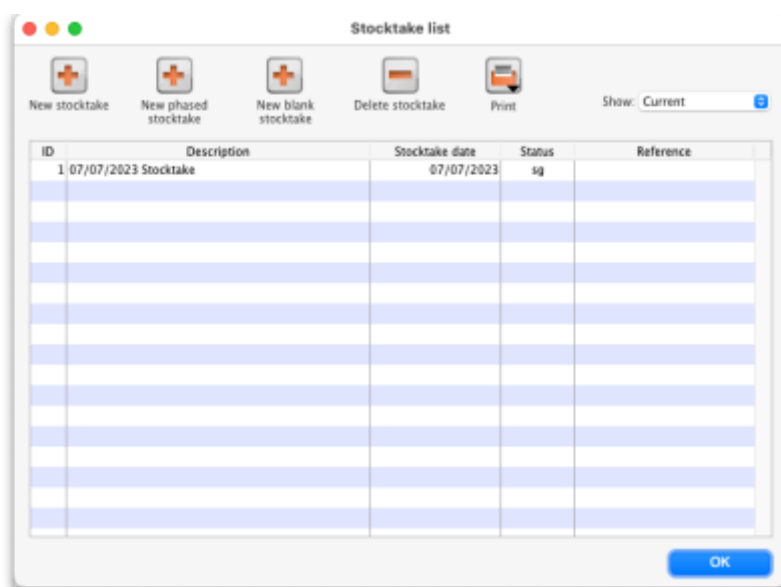 Stocktake list
New stocktake
New phased
stocktake
New blank
stocktake
Delete stocktake
Print
Show: Current
ID Description Stocktake date Status Reference
1 07/07/2023 Stocktake 07/07/2023 sg
OK